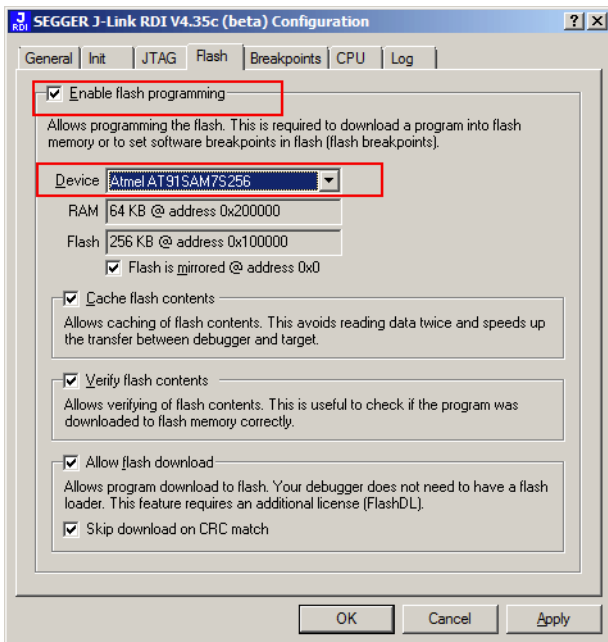 J
RDI
SEGGER J-Link RDI V4.35c (beta) Configuration
General
Init
JTAG
Flash
Breakpoints
CPU
Log
Enable flash programming
Allows programming the flash. This is required to download a program into flash
memory or to set software breakpoints in flash (flash breakpoints).
Device Atmel AT91SAM7S256
RAM 64 KB @ address 0x200000
Flash 256 KB @ address 0x100000
Flash is mirrored @ address 0x0
Cache flash contents
Allows caching of flash contents. This avoids reading data twice and speeds up
the transfer between debugger and target.
Verify flash contents
Allows verifying of flash contents. This is useful to check if the program was
downloaded to flash memory correctly.
Allow flash download
Allows program download to flash. Your debugger does not need to have a flash
loader. This feature requires an additional license (FlashDL).
Skip download on CRC match
OK
Cancel
Apply